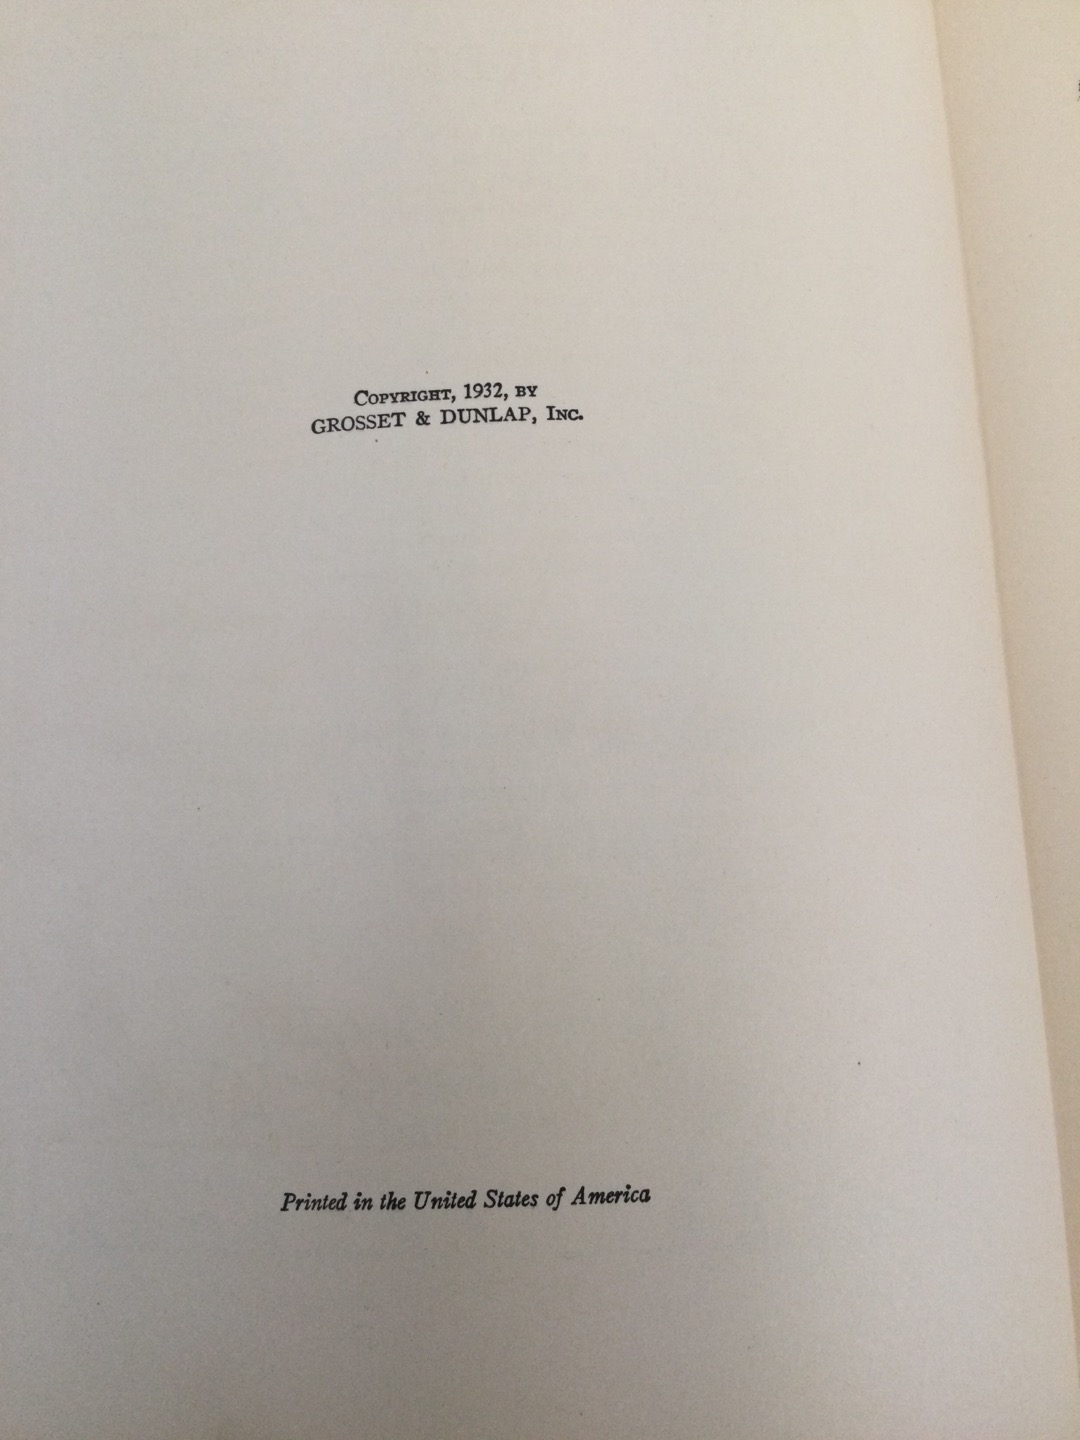 Copyright, 1932, by
GROSSET & DUNLAP, Inc.
Printed in the United States of America